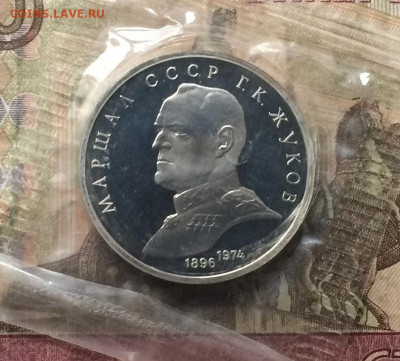 COINS.LAVE.RU
МАРШАЛ СССР Г.К. ЖУКОВ
1896 1974